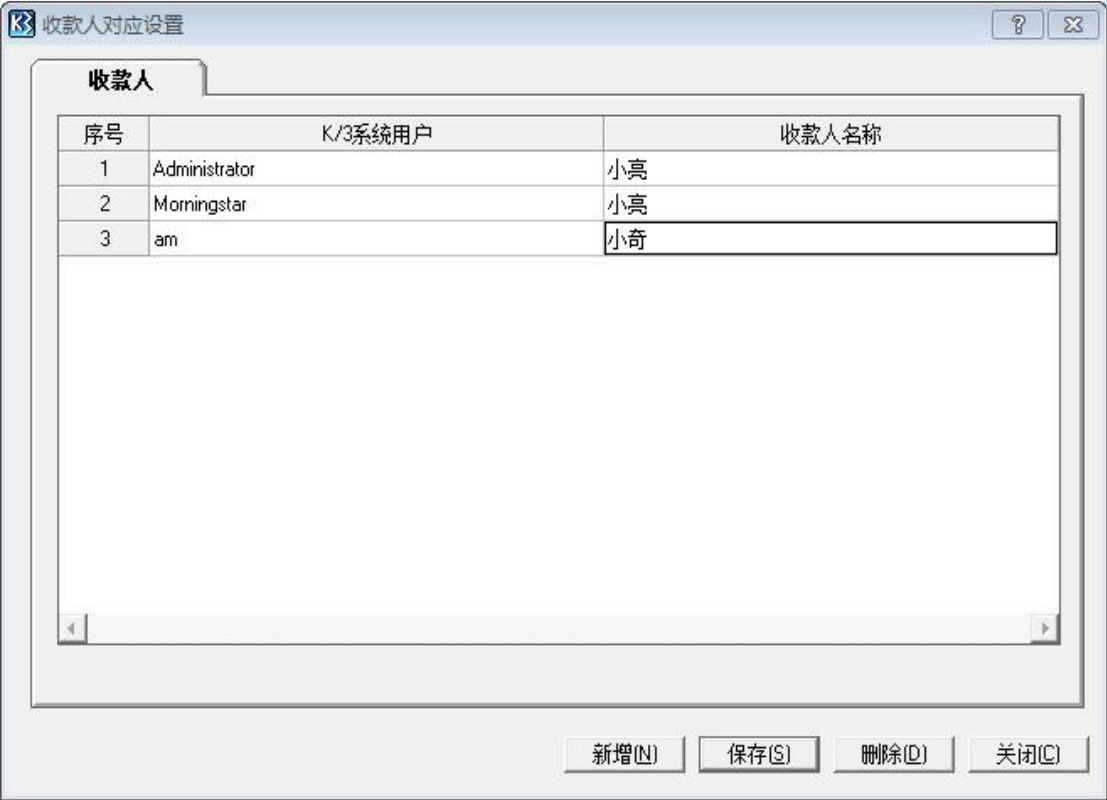 K3 收款人对应设置
收款人
序号 K/3系统用户 收款人名称
1 Administrator 小亮
2 Morningstar 小亮
3 am 小奇
新增(N) 保存(S) 删除(D) 关闭(C)